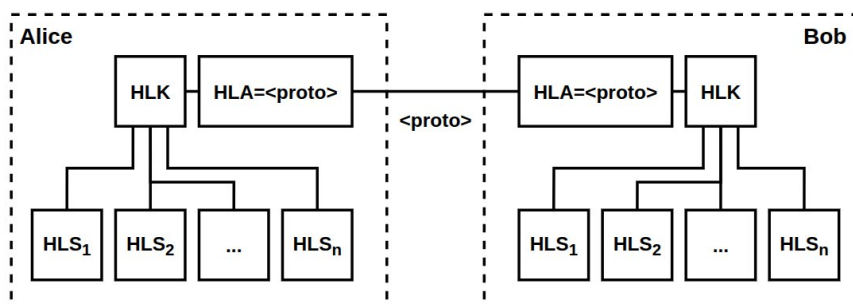 Alice
Bob
HLK
HLA=<proto>
<proto>
HLA=<proto>
HLK
HLS₁
HLS₂
...
HLSₙ
HLS₁
HLS₂
...
HLSₙ